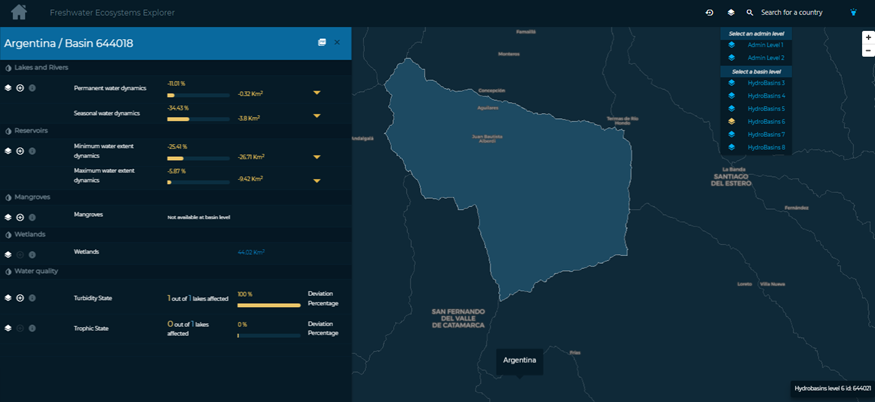 Freshwater Ecosystems Explorer
Search for a country
Argentina / Basin 644018
Lakes and Rivers
Permanent water dynamics
-11.01 %
-0.32 Km²
Seasonal water dynamics
-34.43 %
-3.8 Km²
Reservoirs
Minimum water extent
dynamics
-25.41 %
-26.71 Km²
Maximum water extent
dynamics
-5.87 %
-9.42 Km²
Mangroves
Mangroves
Not available at basin level
Wetlands
Wetlands
44.02 Km²
Water quality
Turbidity State
1 out of 1 lakes affected
100 %
Deviation
Percentage
Trophic State
0 out of 1 lakes
affected
0 %
Deviation
Percentage
Select an admin level
Admin Level 1
Admin Level 2
Select a basin level
HydroBasins 3
HydroBasins 4
HydroBasins 5
HydroBasins 6
HydroBasins 7
HydroBasins 8
+
−
Famaillá
Monteros
Concepción
Aguilares
Juan Bautista
Alberdi
Termas de Río
Hondo
La Banda
SANTIAGO
DEL ESTERO
Fernández
Loreto
Villa Nueva
SAN FERNANDO
DEL VALLE
DE CATAMARCA
Argentina
Frías
Hydrobasins level 6 id: 644021